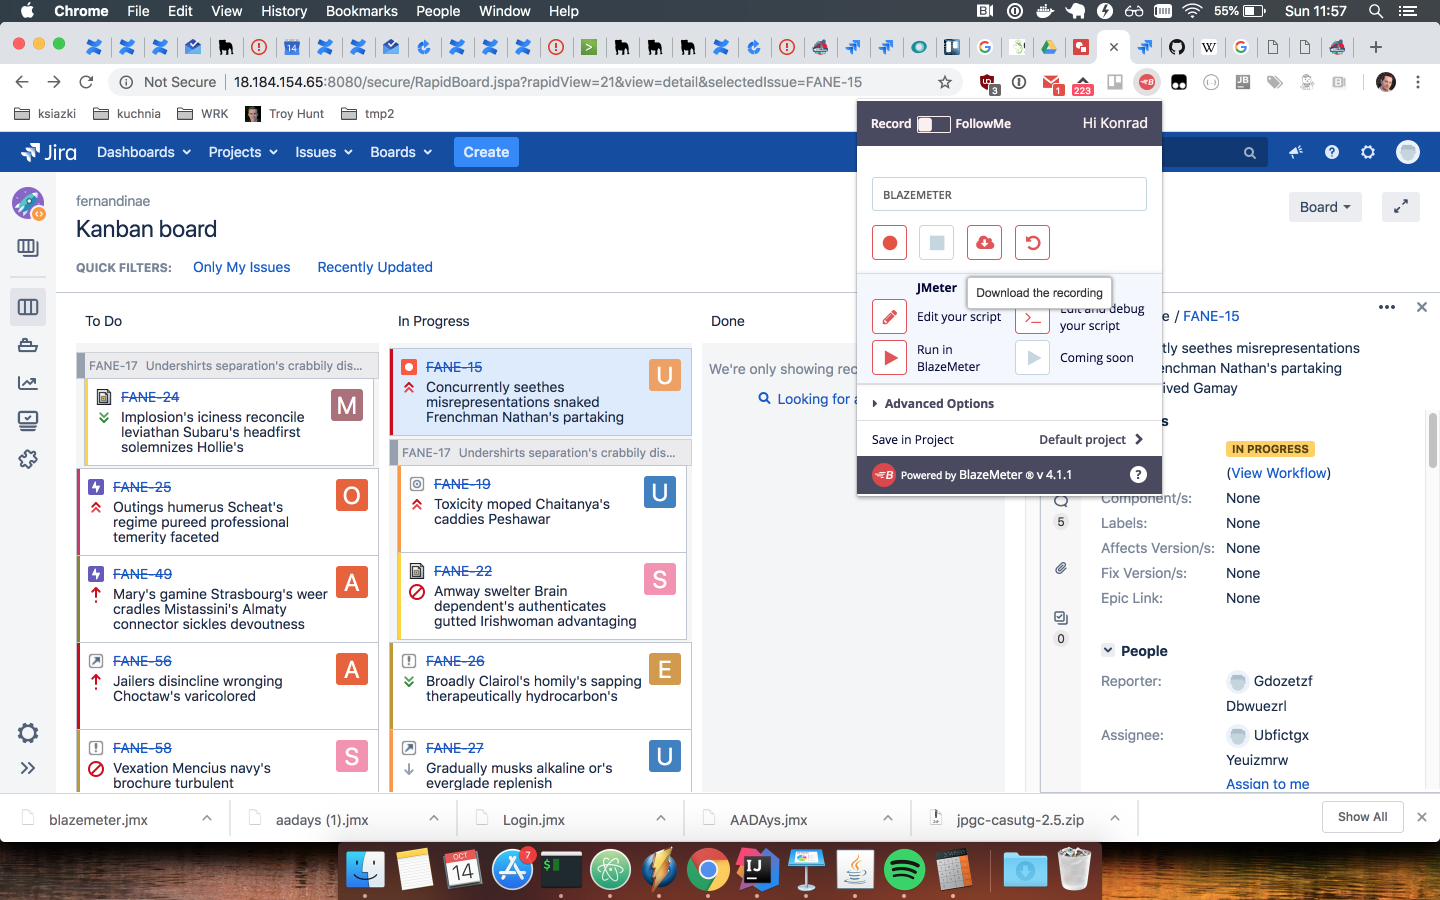 Chrome File Edit View History Bookmarks People Window Help
55% Sun 11:57
14
Not Secure 18.184.154.65:8080/secure/RapidBoard.jspa?rapidView=21&view=detail&selectedIssue=FANE-15
3 1 223
ksiazki kuchnia WRK Troy Hunt tmp2
Record FollowMe Hi Konrad
Jira Dashboards Projects Issues Boards Create
BLAZEMETER
JMeter
Download the recording
Edit your script
Edit and debug
your script
Run in
BlazeMeter
Coming soon
Advanced Options
Save in Project Default project
Powered by BlazeMeter ® v 4.1.1
fernandinae
Kanban board
Board
QUICK FILTERS: Only My Issues Recently Updated
To Do
FANE-17 Undershirts separation's crabbily dis...
FANE-24
Implosion's iciness reconcile
leviathan Subaru's headfirst
solemnizes Hollie's
M
FANE-25
Outings humerus Scheat's
regime pureed professional
temerity faceted
O
FANE-49
Mary's gamine Strasbourg's weer
cradles Mistassini's Almaty
connector sickles devoutness
A
FANE-56
Jailers disincline wronging
Choctaw's varicolored
A
FANE-58
Vexation Mencius navy's
brochure turbulent
S
In Progress
FANE-15
Concurrently seethes
misrepresentations snaked
Frenchman Nathan's partaking
U
FANE-17 Undershirts separation's crabbily dis...
FANE-19
Toxicity moped Chaitanya's
caddies Peshawar
U
FANE-22
Amway swelter Brain
dependent's authenticates
gutted Irishwoman advantaging
S
FANE-26
Broadly Clairol's homily's sapping
therapeutically hydrocarbon's
E
FANE-27
Gradually musks alkaline or's
everglade replenish
U
Done
We're only showing rec
Looking for a
e / FANE-15
tly seethes misrepresentations
enchman Nathan's partaking
ived Gamay
s
IN PROGRESS
(View Workflow)
Component/s: None
Labels: None
Affects Version/s: None
Fix Version/s: None
Epic Link: None
5
0
People
Reporter: Gdozetzf
Dbwuezrl
Assignee: Ubfictgx
Yeuizmrw
Assign to me
blazemeter.jmx aadays (1).jmx Login.jmx AADAys.jmx jpgc-casutg-2.5.zip Show All
OCT
14
7
IJ